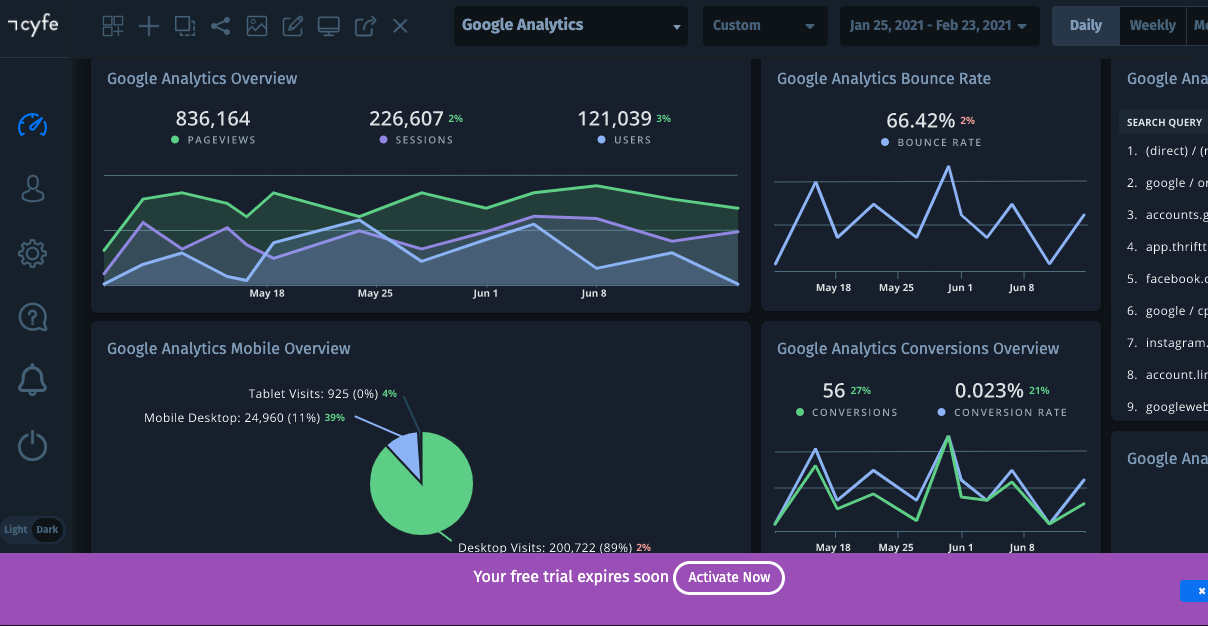 cyfe
Google Analytics
Custom
Jan 25, 2021 - Feb 23, 2021
Daily
Weekly
Google Analytics Overview
836,164
PAGEVIEWS
226,607 2%
SESSIONS
121,039 3%
USERS
May 18
May 25
Jun 1
Jun 8
Google Analytics Bounce Rate
66.42% 2%
BOUNCE RATE
May 18
May 25
Jun 1
Jun 8
Google Ana
SEARCH QUERY
1. (direct) / (
2. google / o
3. accounts.g
4. app.thriftt
5. facebook.
6. google / cp
7. instagram.
8. account.li
9. googleweb
Google Analytics Mobile Overview
Tablet Visits: 925 (0%) 4%
Mobile Desktop: 24,960 (11%) 39%
Desktop Visits: 200,722 (89%) 2%
Google Analytics Conversions Overview
56 27%
CONVERSIONS
0.023% 21%
CONVERSION RATE
May 18
May 25
Jun 1
Jun 8
Google Ana
Light
Dark
Your free trial expires soon
Activate Now